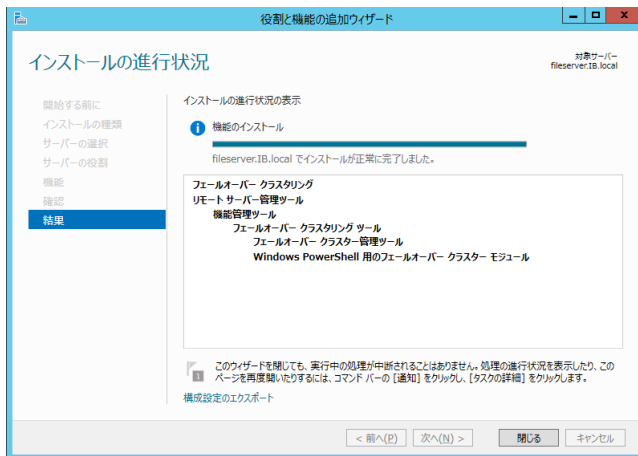 役割と機能の追加ウィザード
インストールの進行状況
対象サーバー
fileserver.IB.local
開始する前に
インストールの種類
サーバーの選択
サーバーの役割
機能
確認
結果
インストールの進行状況の表示
機能のインストール
fileserver.IB.local でインストールが正常に完了しました。
フェールオーバー クラスタリング
リモート サーバー管理ツール
機能管理ツール
フェールオーバー クラスタリング ツール
フェールオーバー クラスター管理ツール
Windows PowerShell 用のフェールオーバー クラスター モジュール
1
このウィザードを閉じても、実行中の処理が中断されることはありません。処理の進行状況を表示したり、この
ページを再度開いたりするには、コマンド バーの [通知] をクリックし、[タスクの詳細] をクリックします。
構成設定のエクスポート
< 前へ(P) 次へ(N) > 閉じる キャンセル